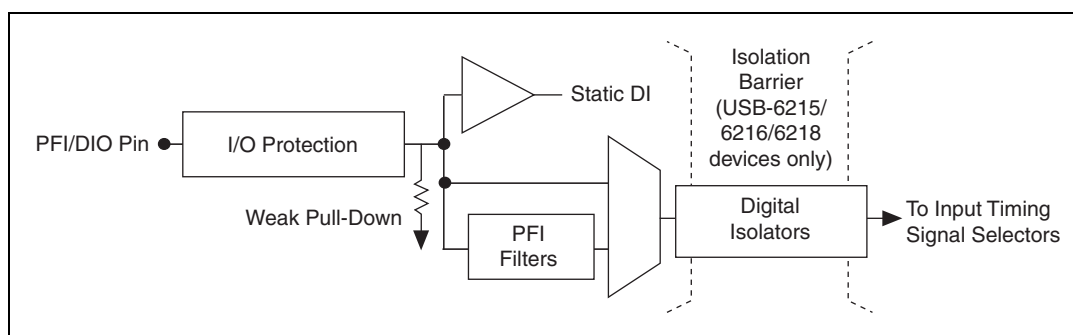 PFI/DIO Pin
I/O Protection
Weak Pull-Down
Static DI
PFI
Filters
Isolation
Barrier
(USB-6215/
6216/6218
devices only)
Digital
Isolators
To Input Timing
Signal Selectors